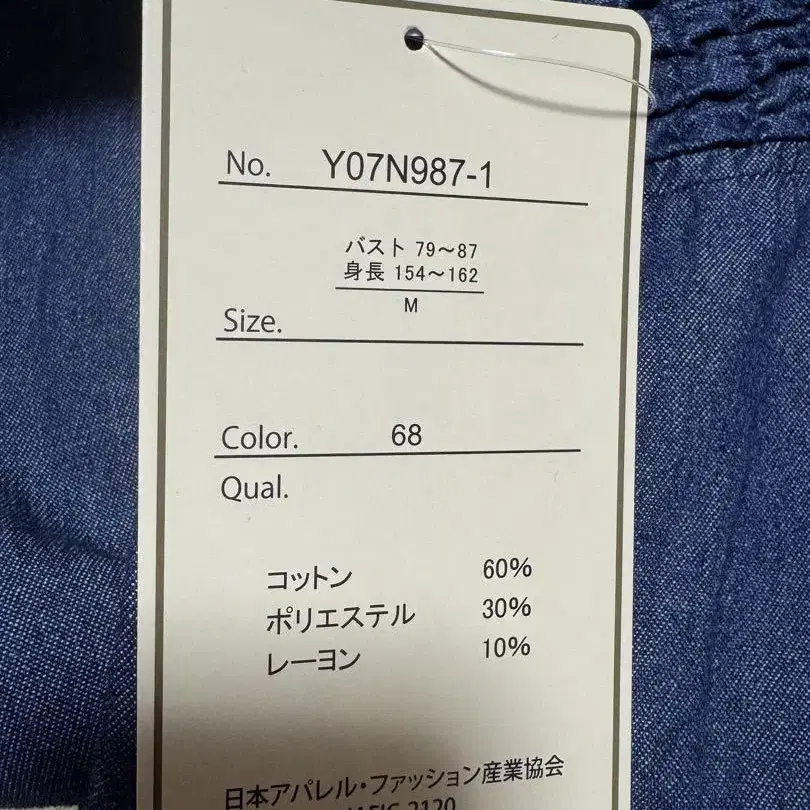 No. Y07N987-1
バスト 79～87
身長 154～162
M
Size.
Color. 68
Qual.
コットン 60%
ポリエステル 30%
レーヨン 10%
日本アパレル・ファッション産業協会